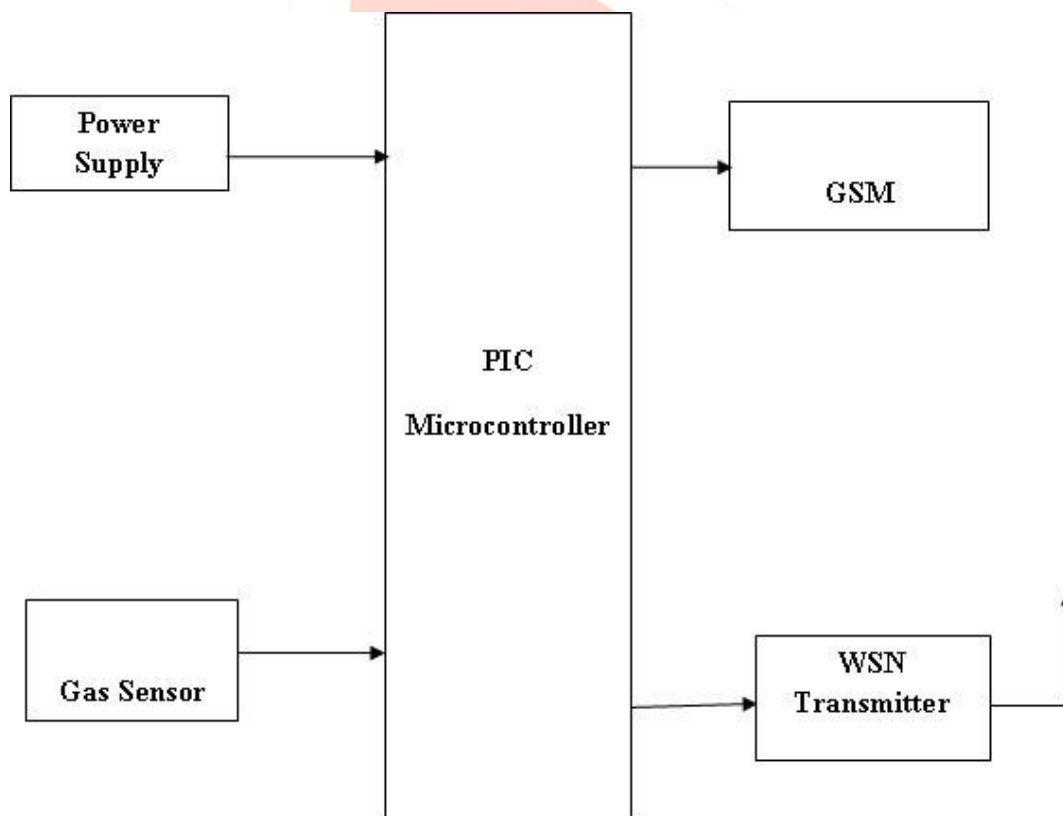 Power
Supply
GSM
PIC
Microcontroller
Gas Sensor
WSN
Transmitter